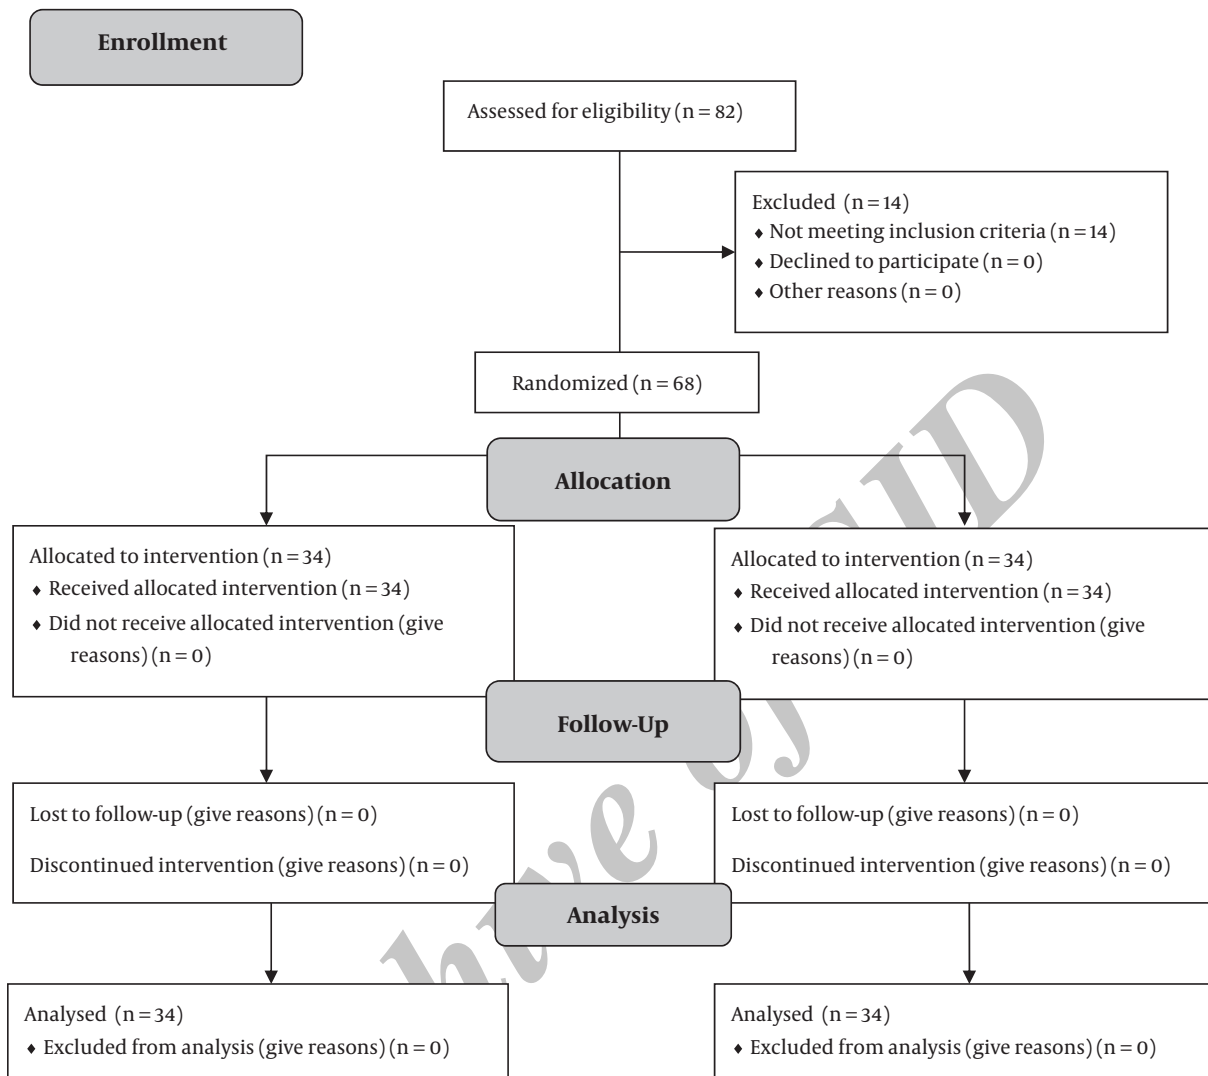 Enrollment
Assessed for eligibility (n = 82)
Excluded (n = 14)
♦ Not meeting inclusion criteria (n = 14)
♦ Declined to participate (n = 0)
♦ Other reasons (n = 0)
Randomized (n = 68)
Allocation
Allocated to intervention (n = 34)
♦ Received allocated intervention (n = 34)
♦ Did not receive allocated intervention (give
reasons) (n = 0)
Allocated to intervention (n = 34)
♦ Received allocated intervention (n = 34)
♦ Did not receive allocated intervention (give
reasons) (n = 0)
Follow-Up
Lost to follow-up (give reasons) (n = 0)
Discontinued intervention (give reasons) (n = 0)
Lost to follow-up (give reasons) (n = 0)
Discontinued intervention (give reasons) (n = 0)
Analysis
Analysed (n = 34)
♦ Excluded from analysis (give reasons) (n = 0)
Analysed (n = 34)
♦ Excluded from analysis (give reasons) (n = 0)